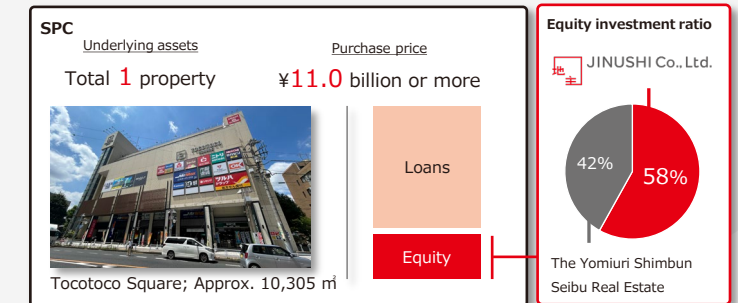 SPC
Underlying assets
Purchase price
Total 1 property
¥11.0 billion or more
Loans
Equity
Tocotoco Square; Approx. 10,305 ㎡
Equity investment ratio
地主
JINUSHI Co., Ltd.
42%
58%
The Yomiuri Shimbun
Seibu Real Estate